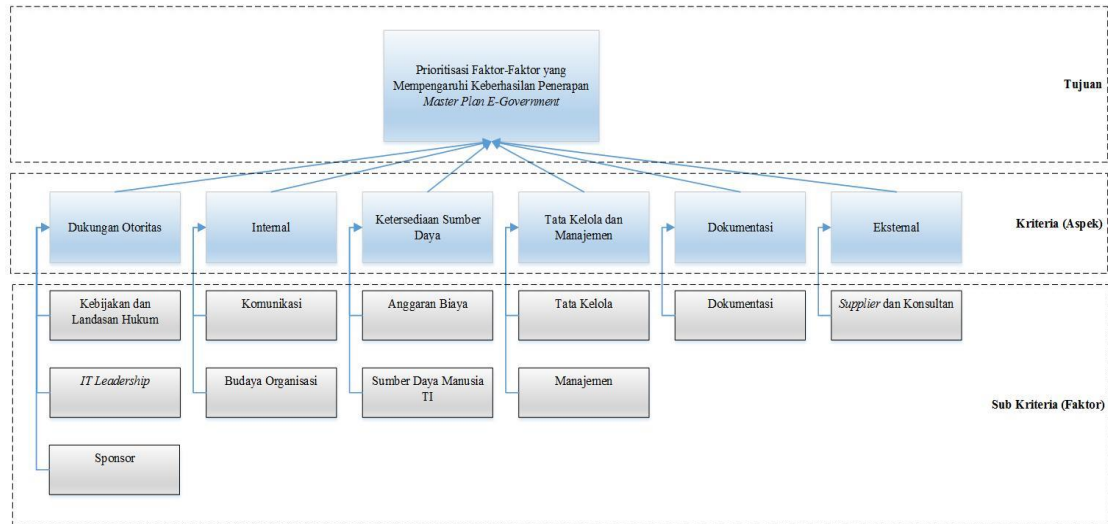 Prioritisasi Faktor-Faktor yang
Mempengaruhi Keberhasilan Penerapan
Master Plan E-Government
Tujuan
Dukungan Otoritas
Internal
Ketersediaan Sumber
Daya
Tata Kelola dan
Manajemen
Dokumentasi
Eksternal
Kriteria (Aspek)
Kebijakan dan
Landasan Hukum
Komunikasi
Anggaran Biaya
Tata Kelola
Dokumentasi
Supplier dan Konsultan
IT Leadership
Budaya Organisasi
Sumber Daya Manusia
TI
Manajemen
Sub Kriteria (Faktor)
Sponsor